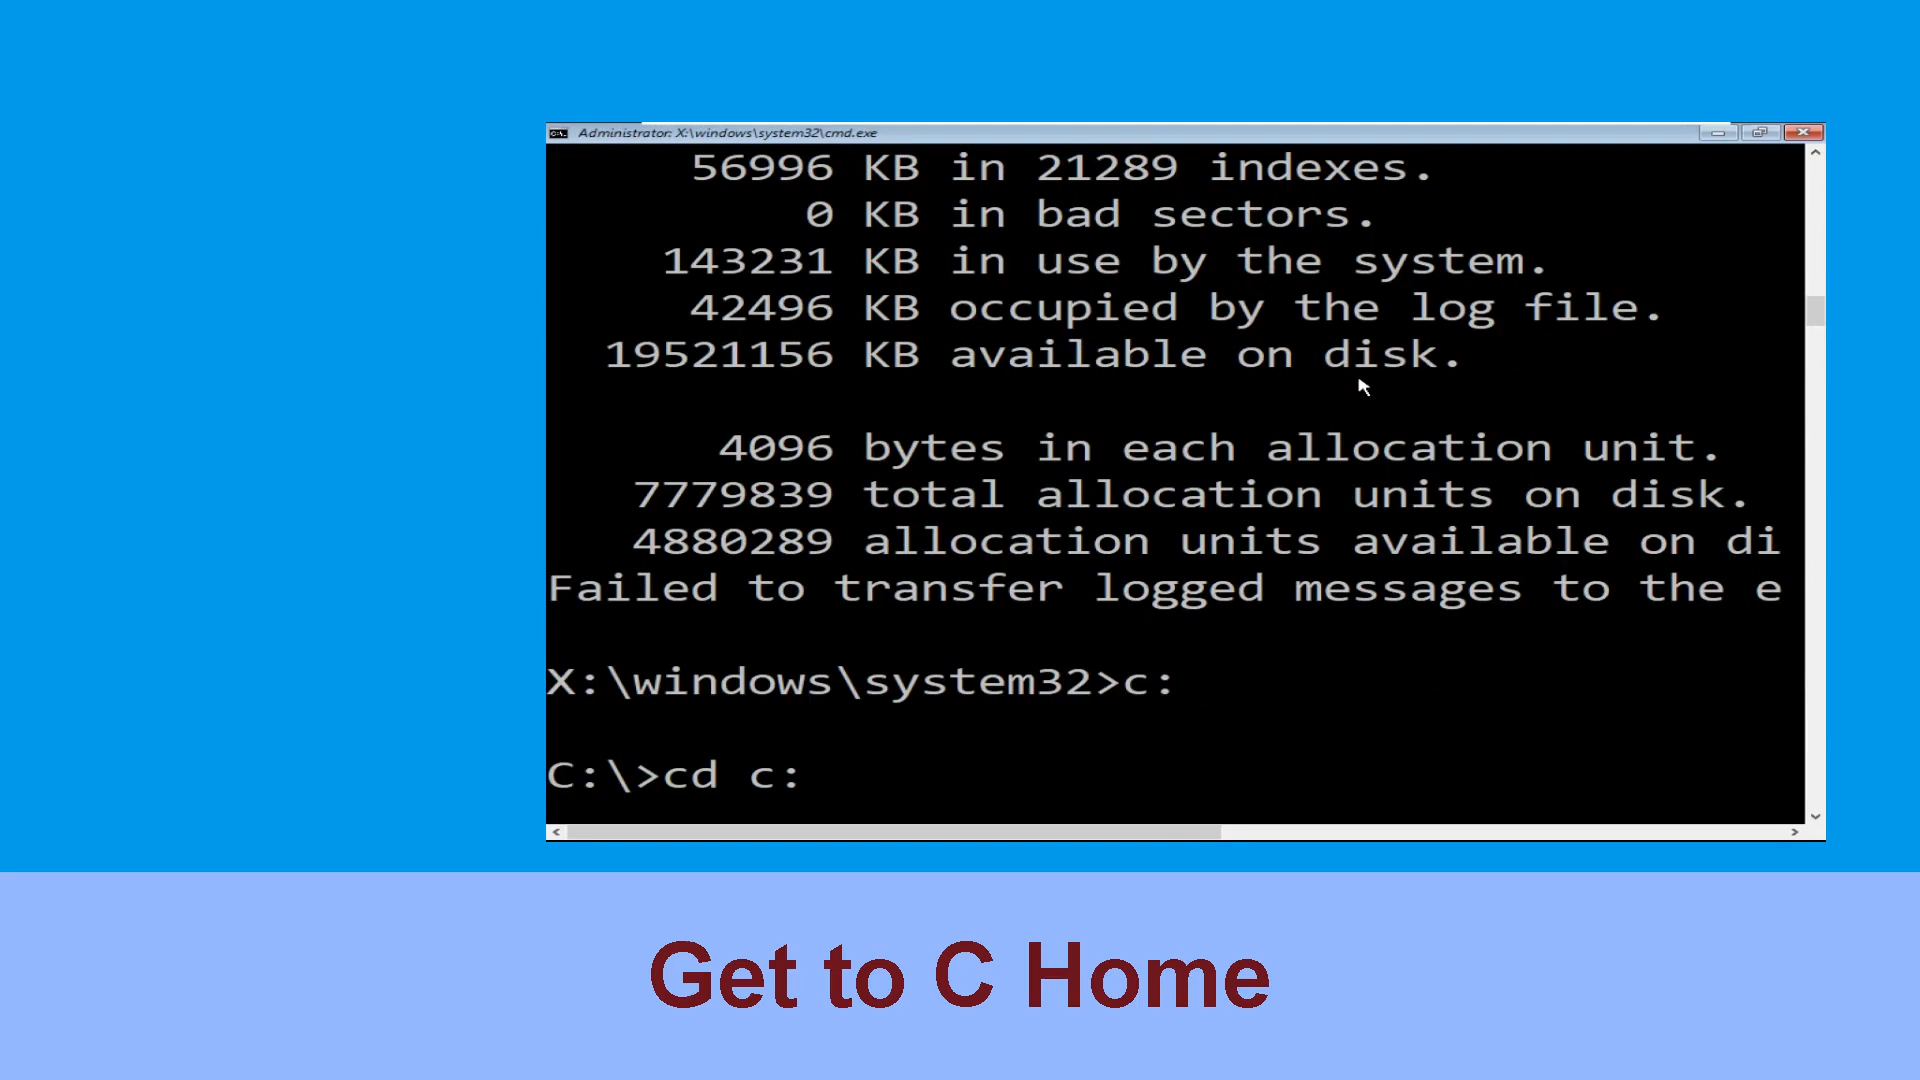 Administrator: X:\windows\system32\cmd.exe
56996 KB in 21289 indexes.
0 KB in bad sectors.
143231 KB in use by the system.
42496 KB occupied by the log file.
19521156 KB available on disk.
4096 bytes in each allocation unit.
7779839 total allocation units on disk.
4880289 allocation units available on di
Failed to transfer logged messages to the e
X:\windows\system32>c:
C:\>cd c:
Get to C Home